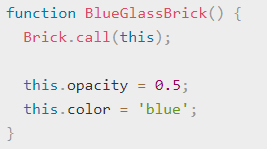 function BlueGlassBrick() {
  Brick.call(this);

  this.opacity = 0.5;
  this.color = 'blue';
}